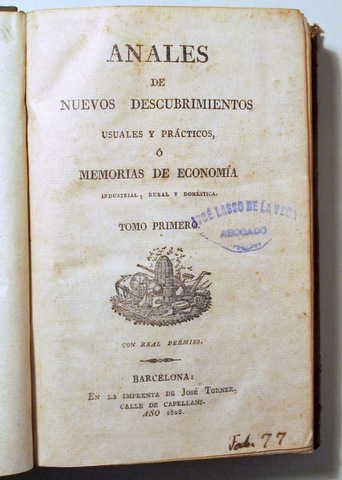 ANALES
DE
NUEVOS DESCUBRIMIENTOS
USUALES Y PRÁCTICOS,
Ó
MEMORIAS DE ECONOMÍA
INDUSTRIAL, RURAL Y DOMÉSTICA.
JOSÉ LASSO DE LA VEGA
ABOGADO
TOMO PRIMERO.
CON REAL PERMISO.
BARCELONA:
EN LA IMPRENTA DE JOSÉ TORNER,
CALLE DE CAPELLANS.
AÑO 1828.
77